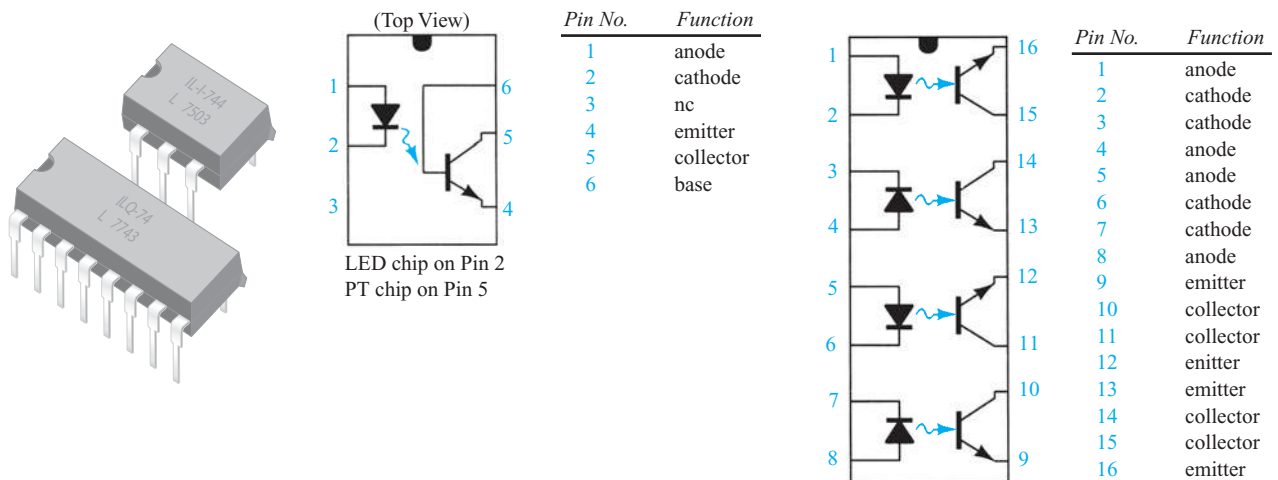 IL-I-744
L 7503
ILQ-74
L 7743
(Top View)
1
2
3
6
5
4
LED chip on Pin 2
PT chip on Pin 5
Pin No. Function
1 anode
2 cathode
3 nc
4 emitter
5 collector
6 base
1
2
3
4
5
6
7
8
16
15
14
13
12
11
10
9
Pin No. Function
1 anode
2 cathode
3 cathode
4 anode
5 anode
6 cathode
7 cathode
8 anode
9 emitter
10 collector
11 collector
12 enitter
13 emitter
14 collector
15 collector
16 emitter